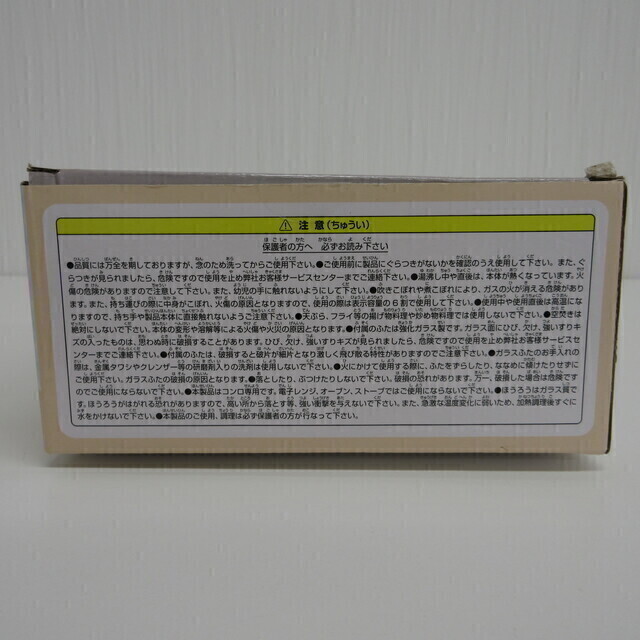 ⚠ 注意(ちゅうい)
保護者の方へ 必ずお読み下さい
●品質には万全を期しておりますが、念のため洗ってからご使用下さい。●ご使用前に製品にぐらつきがないかを確認のうえ使用して下さい。また、ぐ
らつきが見られましたら、危険ですので使用を止め弊社お客様サービスセンターまでご連絡下さい。●湯沸し中や直後は、本体が熱くなっています。火
傷の危険がありますので注意して下さい。また、幼児の手に触れないようにして下さい。●吹きこぼれや煮こぼれにより、ガスの火が消える危険があり
ます。また、持ち運びの際に中身がこぼれ、火傷の原因となりますので、使用の際は表示容量の6割で使用して下さい。●使用中や使用直後は高温にな
りますので、持ち手や製品本体に直接触れないようご注意下さい。●天ぷら、フライ等の揚げ物料理や炒め物料理では使用しないで下さい。●空焚きは
絶対にしないで下さい。本体の変形や溶解等による火傷や火災の原因となります。●付属のふたは強化ガラス製です。ガラス面にひび、欠け、強いすりキ
ズの入ったものは、思わぬ時に破損することがあります。ひび、欠け、強いすりキズが見られましたら、危険ですので使用を止め弊社お客様サービスセ
ンターまでご連絡下さい。●付属のふたは、破損すると破片が細片となり激しく飛び散る特性がありますのでご注意下さい。●ガラスふたのお手入れの
際は、金属タワシやクレンザー等の研磨剤入りの洗剤は使用しないで下さい。●火にかけて使用する際に、ふたをずらしたり、ななめに傾けたりせずに
ご使用下さい。ガラスふたの破損の原因となります。●落としたり、ぶつけたりしないで下さい。破損の恐れがあります。万一、破損した場合は危険です
のでご使用にならないで下さい。●本製品はコンロ専用です。電子レンジ、オーブン、ストーブではご使用にならないで下さい。●ほうろうはガラス質で
す。ほうろうがはがれる恐れがありますので、高い所から落とす等、強い衝撃を与えないで下さい。また、急激な温度変化に弱いため、加熱調理後すぐに
水をかけないで下さい。●本製品のご使用、調理は必ず保護者の方が行なって下さい。